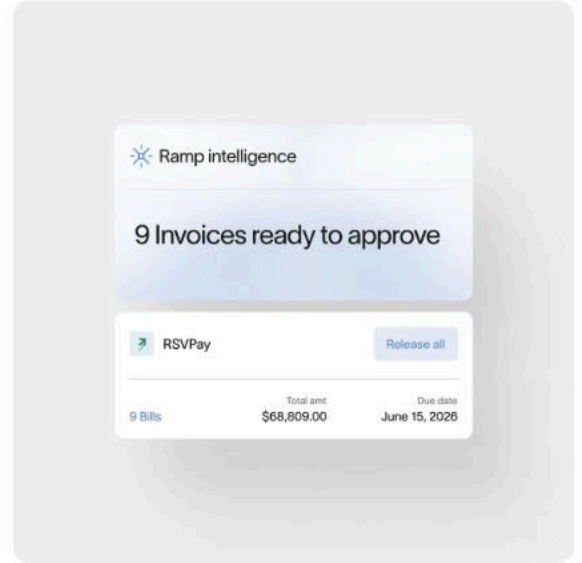 Ramp intelligence
9 Invoices ready to approve
RSVPay
Release all
Total amt
Due date
9 Bills
$68,809.00
June 15, 2026